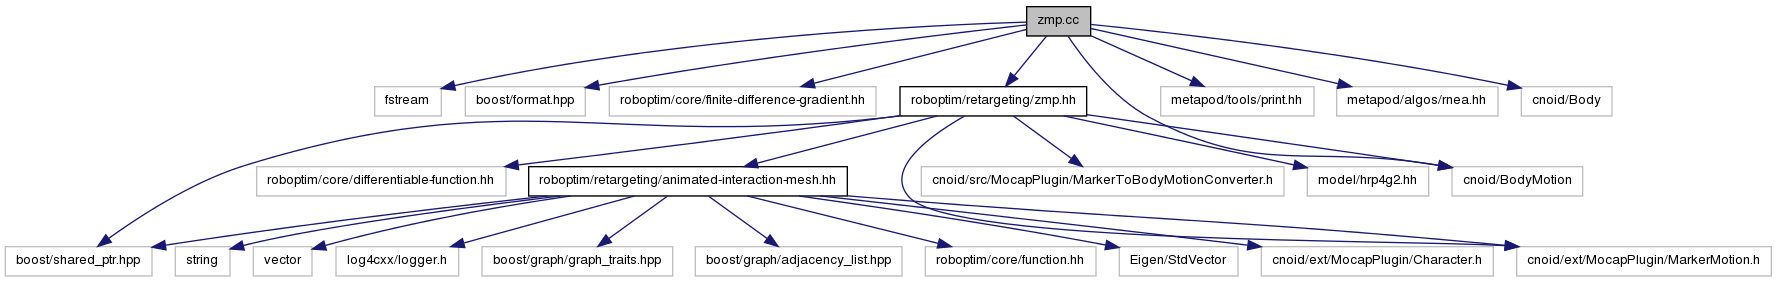 zmp.cc
fstream
boost/format.hpp
roboptim/core/finite-difference-gradient.hh
roboptim/retargeting/zmp.hh
metapod/tools/print.hh
metapod/algos/rnea.hh
cnoid/Body
roboptim/core/differentiable-function.hh
roboptim/retargeting/animated-interaction-mesh.hh
cnoid/src/MocapPlugin/MarkerToBodyMotionConverter.h
model/hrp4g2.hh
cnoid/BodyMotion
boost/shared_ptr.hpp
string
vector
log4cxx/logger.h
boost/graph/graph_traits.hpp
boost/graph/adjacency_list.hpp
roboptim/core/function.hh
Eigen/StdVector
cnoid/ext/MocapPlugin/Character.h
cnoid/ext/MocapPlugin/MarkerMotion.h